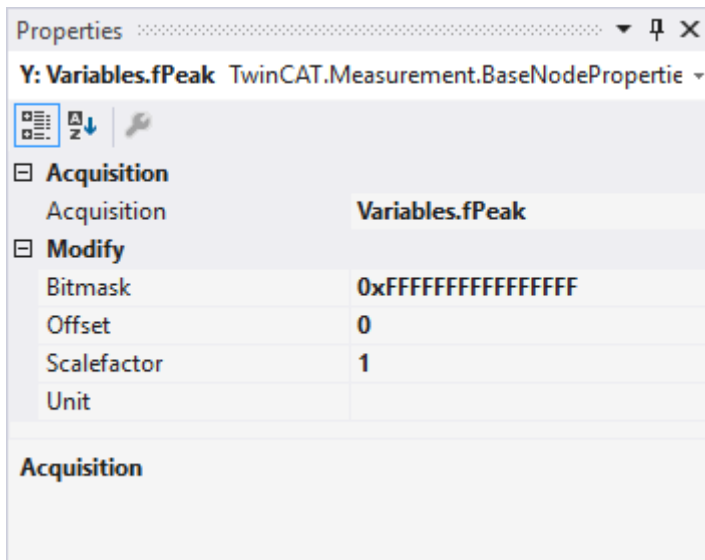 Properties
Y: Variables.fPeak TwinCAT.Measurement.BaseNodePropertie
Acquisition
Acquisition Variables.fPeak
Modify
Bitmask 0xFFFFFFFFFFFFFFFF
Offset 0
Scalefactor 1
Unit
Acquisition